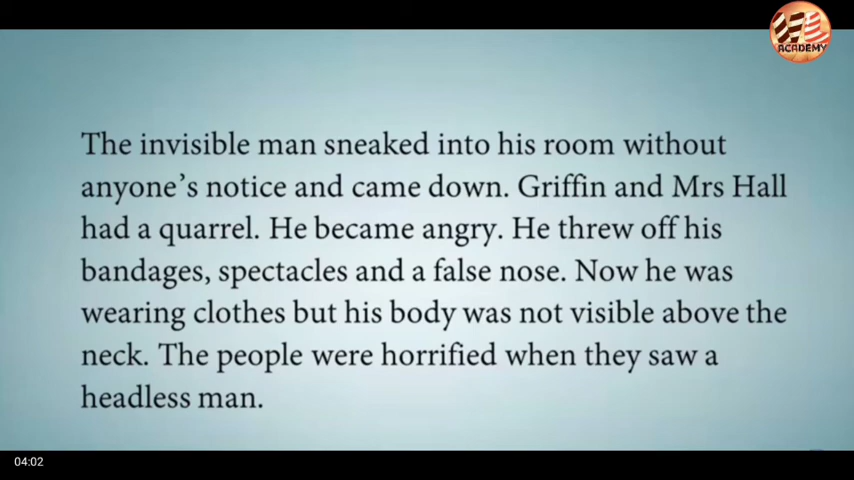 ACADEMY
The invisible man sneaked into his room without
anyone’s notice and came down. Griffin and Mrs Hall
had a quarrel. He became angry. He threw off his
bandages, spectacles and a false nose. Now he was
wearing clothes but his body was not visible above the
neck. The people were horrified when they saw a
headless man.
04:02